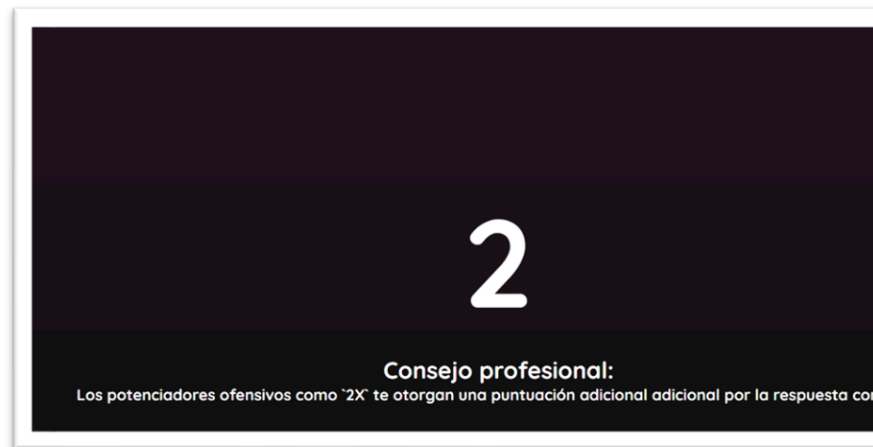 2
Consejo profesional:
Los potenciadores ofensivos como `2X` te otorgan una puntuación adicional adicional por la respuesta